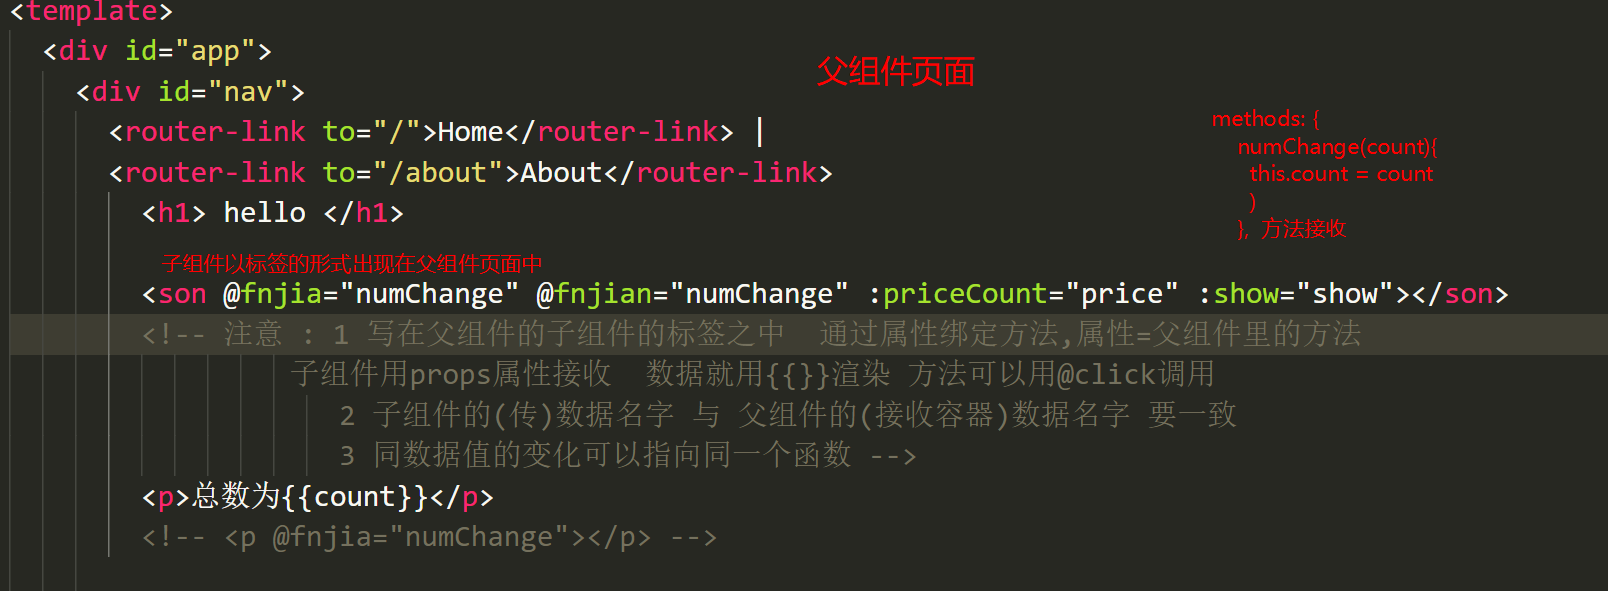 <template>
<div id="app">
父组件页面
<div id="nav">
<router-link to="/">Home</router-link> |
<router-link to="/about">About</router-link>
<h1> hello </h1>
methods: {
numChange(count){
this.count = count
)
}, 方法接收
子组件以标签的形式出现在父组件页面中
<son @fnjia="numChange" @fnjian="numChange" :priceCount="price" :show="show"></son>
<!-- 注意 : 1 写在父组件的子组件的标签之中  通过属性绑定方法,属性=父组件里的方法
子组件用props属性接收  数据就用{{}}渲染 方法可以用@click调用
2 子组件的(传)数据名字 与 父组件的(接收容器)数据名字 要一致
3 同数据值的变化可以指向同一个函数 -->
<p>总数为{{count}}</p>
<!-- <p @fnjia="numChange"></p> -->